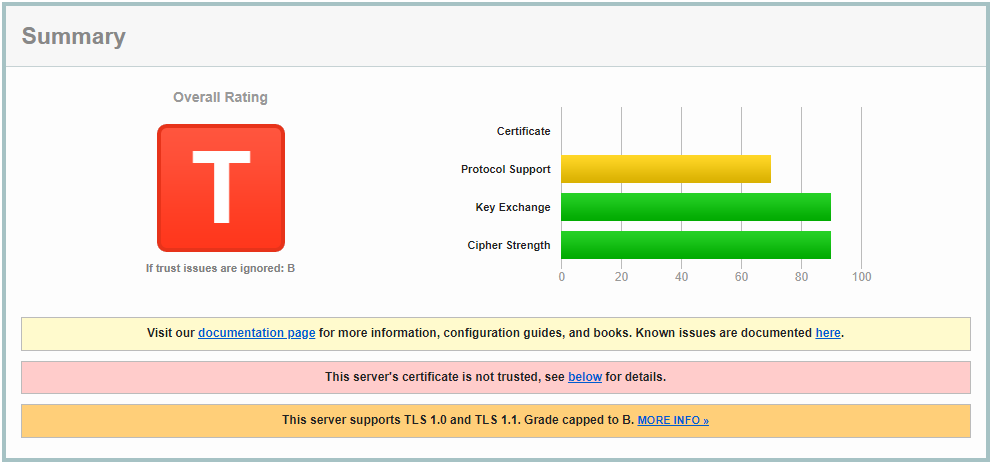 Summary
Overall Rating
T
If trust issues are ignored: B
Certificate
Protocol Support
Key Exchange
Cipher Strength
0 20 40 60 80 100
Visit our documentation page for more information, configuration guides, and books. Known issues are documented here.
This server's certificate is not trusted, see below for details.
This server supports TLS 1.0 and TLS 1.1. Grade capped to B. MORE INFO »